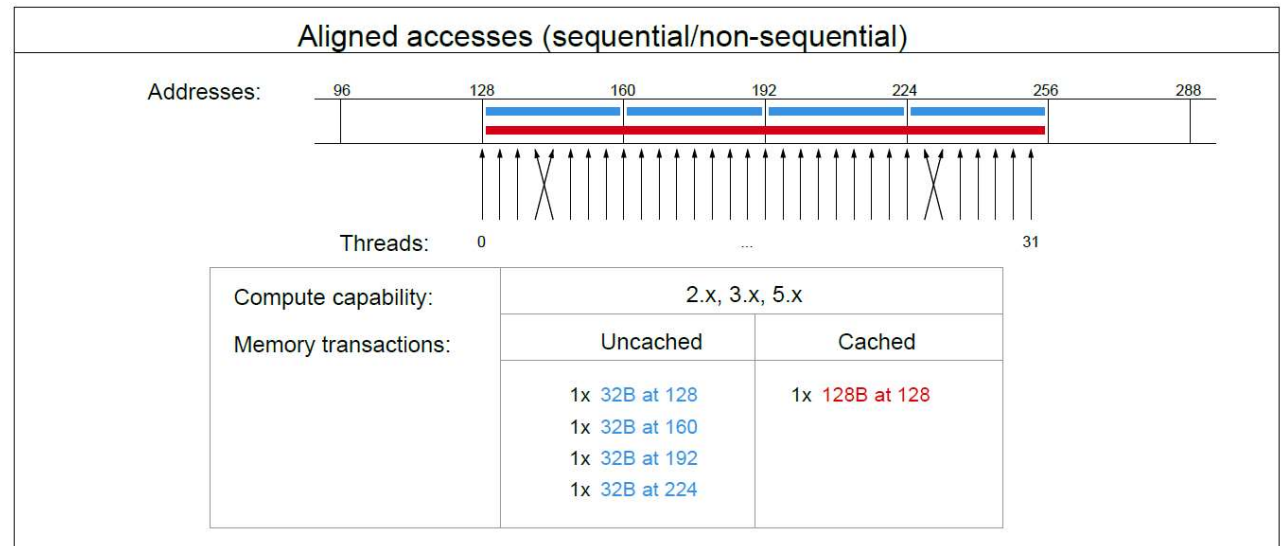 Aligned accesses (sequential/non-sequential)
Addresses: 96 128 160 192 224 256 288
Threads: 0 ... 31
Compute capability: 2.x, 3.x, 5.x
Memory transactions: Uncached Cached
1x 32B at 128 1x 128B at 128
1x 32B at 160
1x 32B at 192
1x 32B at 224